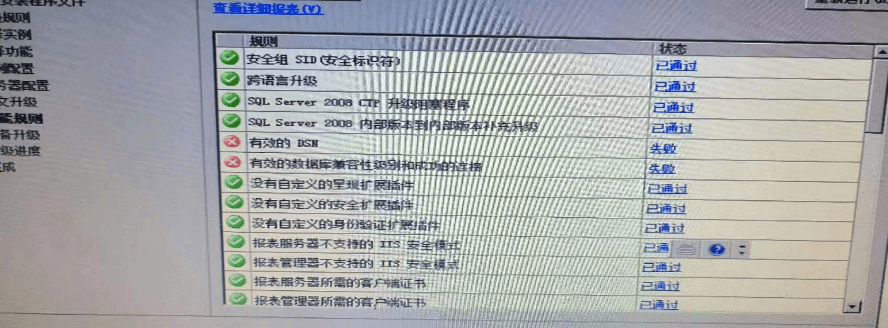 查看详细报表(V)
规则
实例
功能
配置
务器配置
文升级
能规则
备升级
级进度
成
规则 状态
安全组 SID(安全标识符) 已通过
跨语言升级 已通过
SQL Server 2008 CTP 升级阻塞程序 已通过
SQL Server 2008 内部版本到内部版本补充升级 已通过
有效的 DSN 失败
有效的数据库兼容性级别和成功的连接 失败
没有自定义的呈现扩展插件 已通过
没有自定义的安全扩展插件 已通过
没有自定义的身份验证扩展插件 已通过
报表服务器不支持的 IIS 安全模式 已通
报表管理器不支持的 IIS 安全模式 已通过
报表服务器所需的客户端证书 已通过
报表管理器所需的客户端证书 已通过